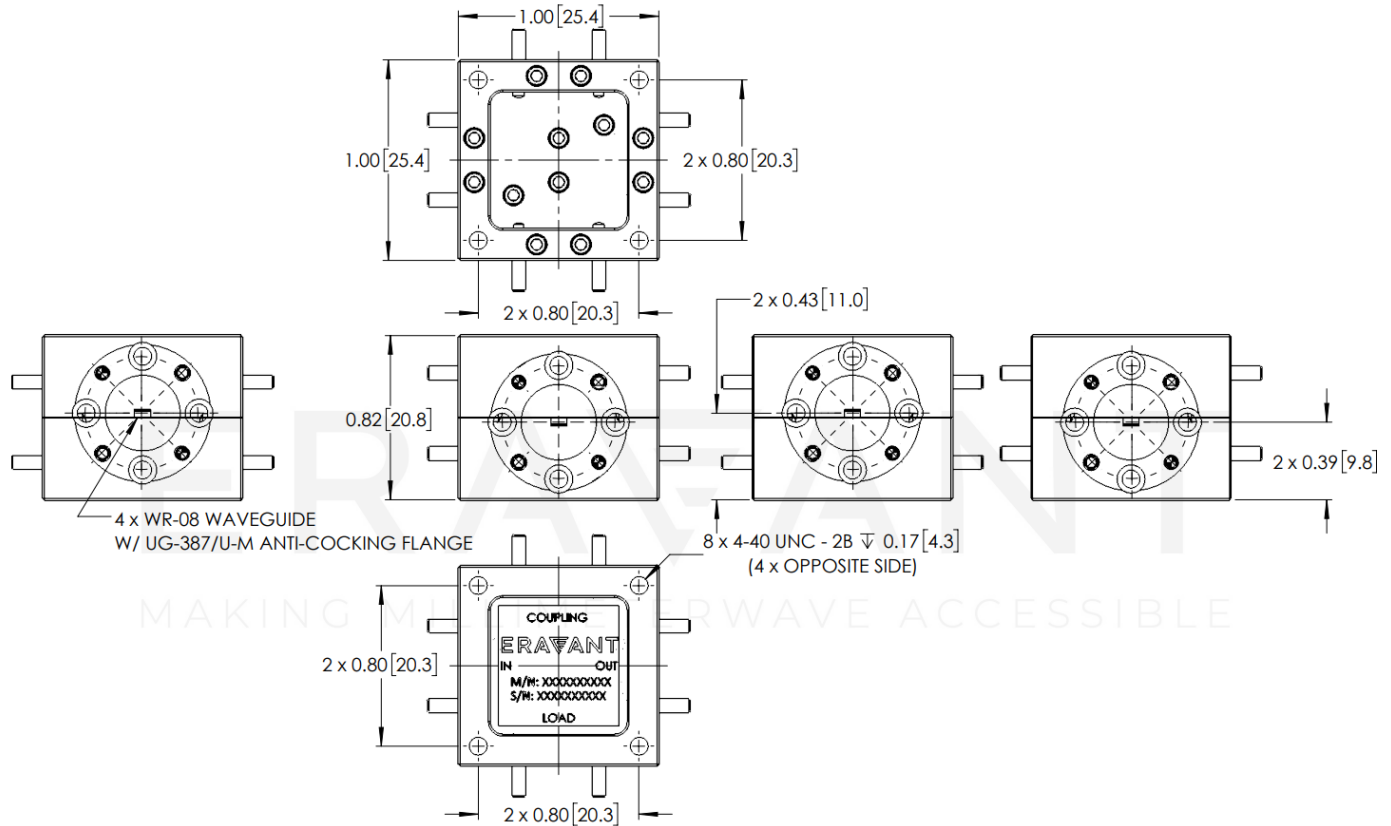 1.00[25.4]
1.00[25.4]
2 x 0.80[20.3]
2 x 0.80[20.3]
2 x 0.43[11.0]
0.82[20.8]
2 x 0.39[9.8]
4 x WR-08 WAVEGUIDE
W/ UG-387/U-M ANTI-COCKING FLANGE
8 x 4-40 UNC - 2B ↧ 0.17[4.3]
(4 x OPPOSITE SIDE)
ERAVANT
MAKING MILLIMETERWAVE ACCESSIBLE
2 x 0.80[20.3]
COUPLING
ERAVANT
IN OUT
M/N: XXXXXXXXXX
S/N: XXXXXXXXXX
LOAD
2 x 0.80[20.3]